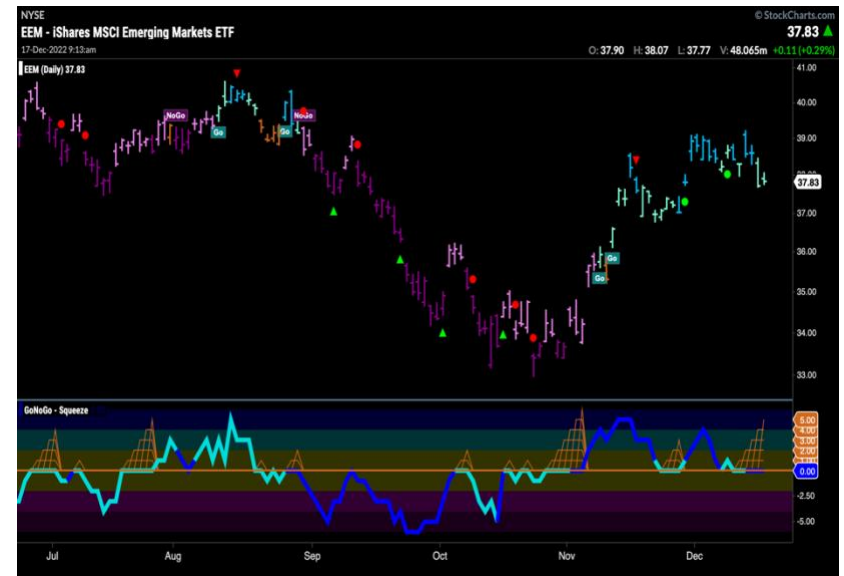 NYSE
© StockCharts.com
EEM - iShares MSCI Emerging Markets ETF
37.83
17-Dec-2022 9:13am
O: 37.90 H: 38.07 L: 37.77 V: 48.065m +0.11 (+0.29%)
EEM (Daily) 37.83
41.00
40.00
NoGo
NoGo
Go
Go
39.00
37.83
37.00
36.00
Go
Go
35.00
34.00
33.00
GoNoGo - Squeeze
5.00
4.00
3.00
2.00
0.00
-2.50
-5.00
Jul
Aug
Sep
Oct
Nov
Dec